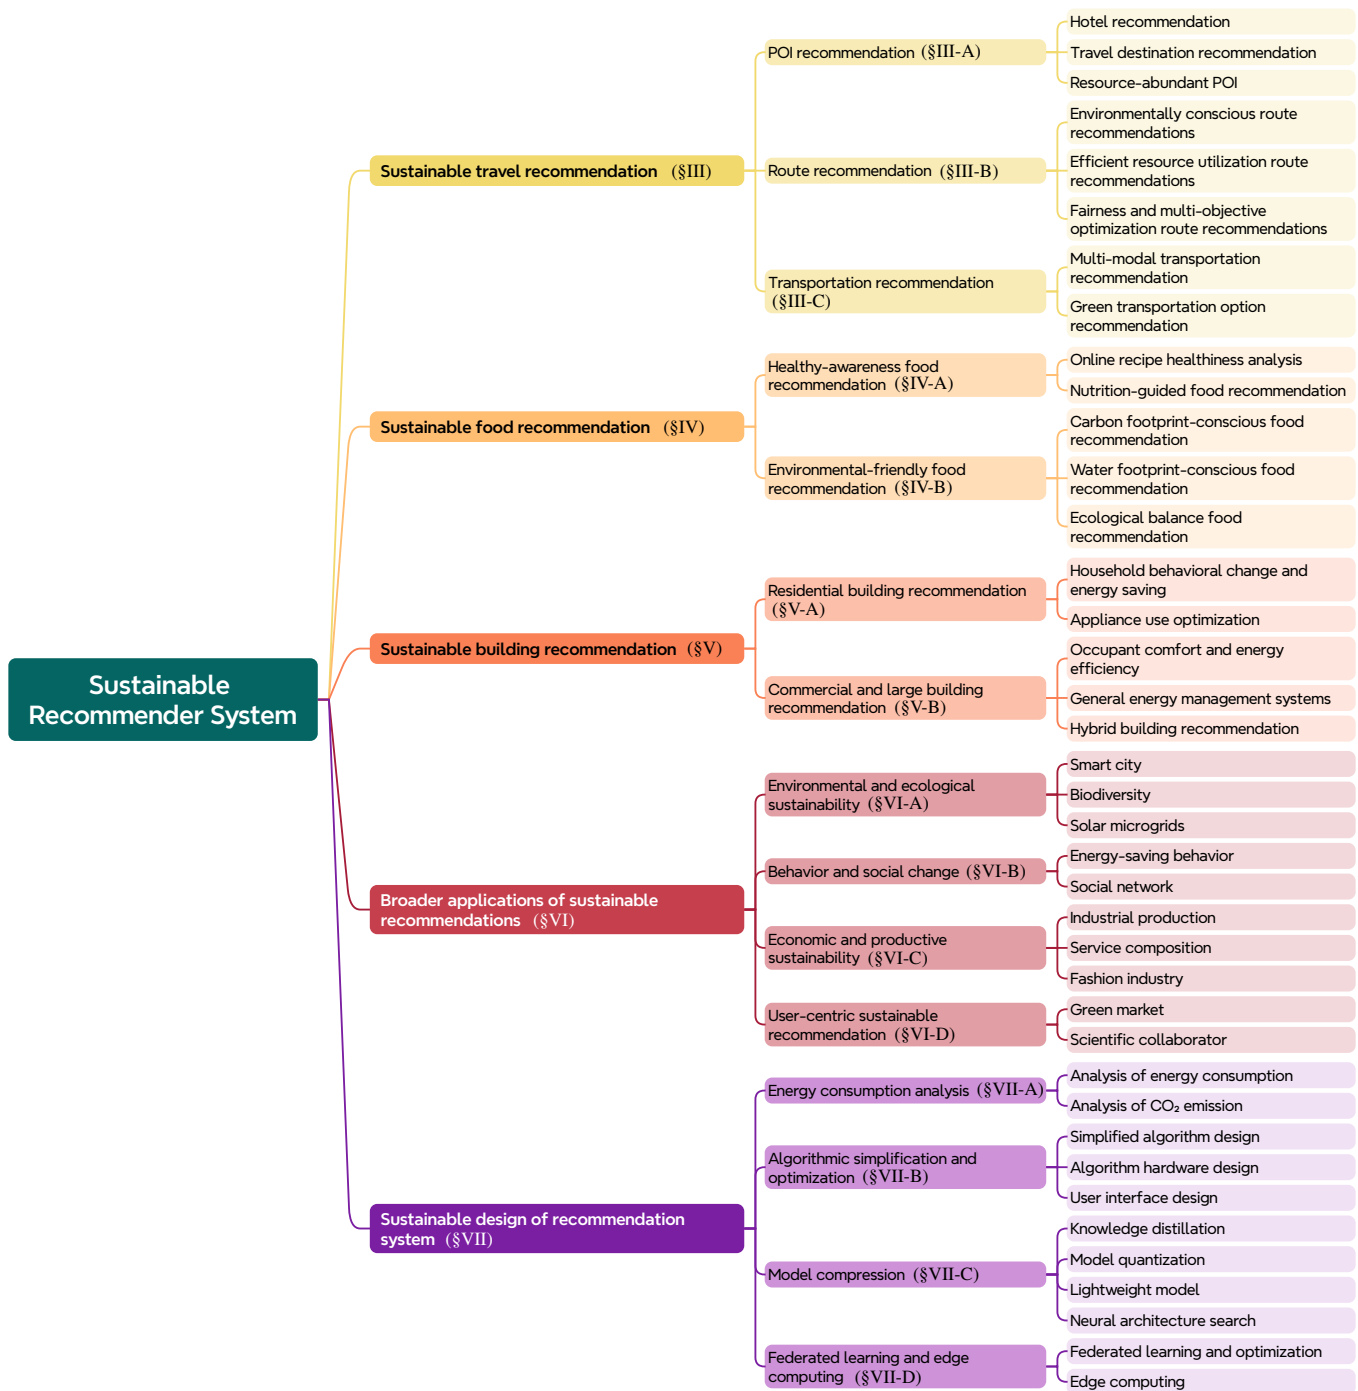 Sustainable
Recommender System
Sustainable travel recommendation (§III)
POI recommendation (§III-A)
Hotel recommendation
Travel destination recommendation
Resource-abundant POI
Route recommendation (§III-B)
Environmentally conscious route
recommendations
Efficient resource utilization route
recommendations
Fairness and multi-objective
optimization route recommendations
Transportation recommendation
(§III-C)
Multi-modal transportation
recommendation
Green transportation option
recommendation
Sustainable food recommendation (§IV)
Healthy-awareness food
recommendation (§IV-A)
Online recipe healthiness analysis
Nutrition-guided food recommendation
Environmental-friendly food
recommendation (§IV-B)
Carbon footprint-conscious food
recommendation
Water footprint-conscious food
recommendation
Ecological balance food
recommendation
Sustainable building recommendation (§V)
Residential building recommendation
(§V-A)
Household behavioral change and
energy saving
Appliance use optimization
Commercial and large building
recommendation (§V-B)
Occupant comfort and energy
efficiency
General energy management systems
Hybrid building recommendation
Broader applications of sustainable
recommendations (§VI)
Environmental and ecological
sustainability (§VI-A)
Smart city
Biodiversity
Solar microgrids
Behavior and social change (§VI-B)
Energy-saving behavior
Social network
Economic and productive
sustainability (§VI-C)
Industrial production
Service composition
Fashion industry
User-centric sustainable
recommendation (§VI-D)
Green market
Scientific collaborator
Sustainable design of recommendation
system (§VII)
Energy consumption analysis (§VII-A)
Analysis of energy consumption
Analysis of CO₂ emission
Algorithmic simplification and
optimization (§VII-B)
Simplified algorithm design
Algorithm hardware design
User interface design
Model compression (§VII-C)
Knowledge distillation
Model quantization
Lightweight model
Neural architecture search
Federated learning and edge
computing (§VII-D)
Federated learning and optimization
Edge computing